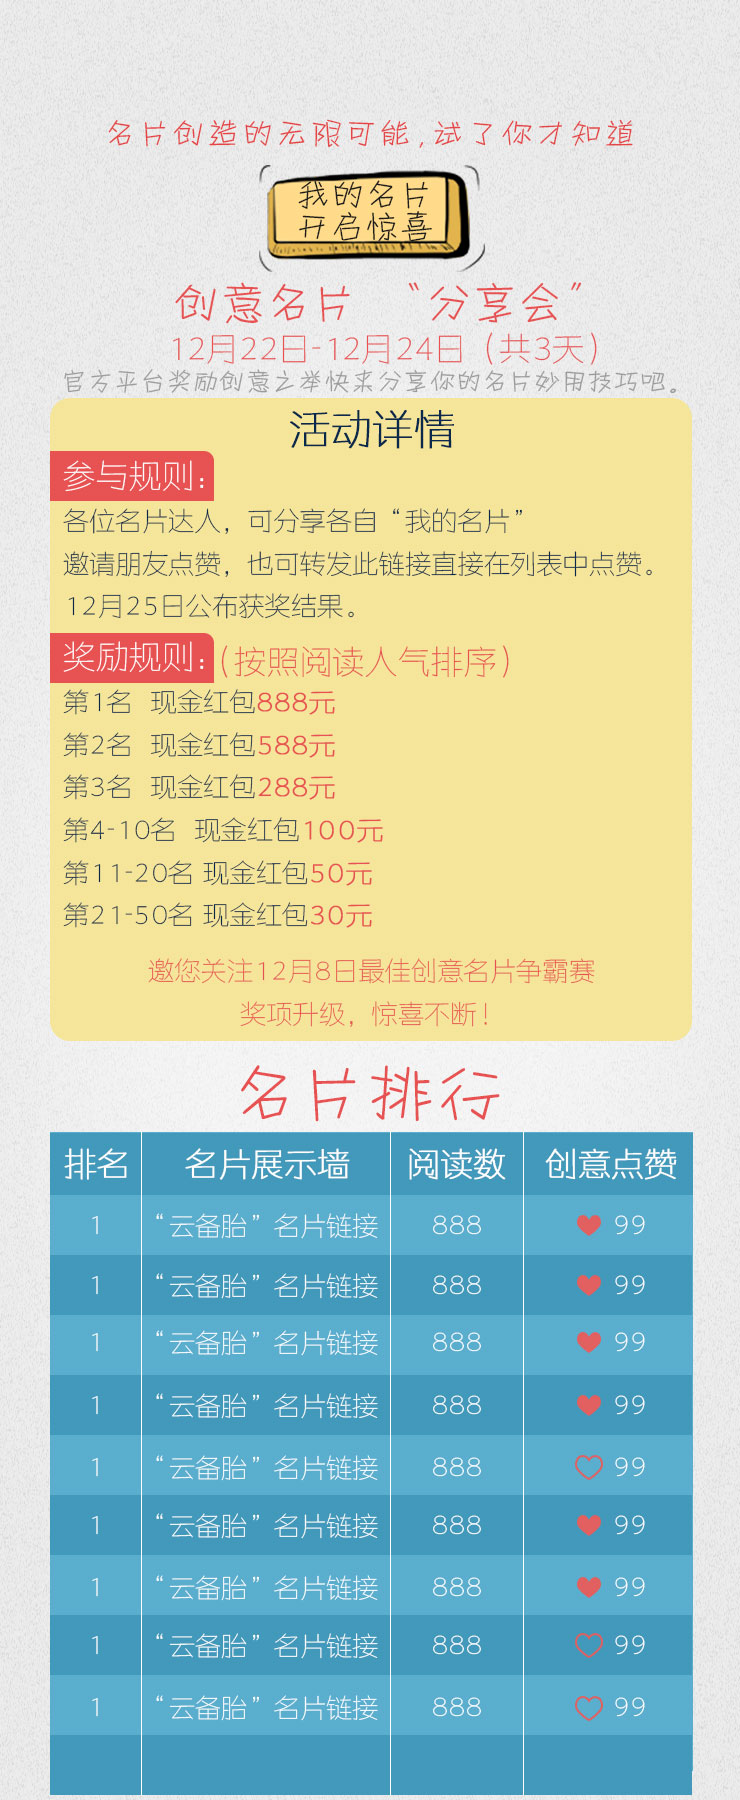 名片创造的无限可能,试了你才知道
我的名片
开启惊喜
创意名片 “分享会”
12月22日-12月24日（共3天）
官方平台奖励创意之举快来分享你的名片妙用技巧吧。
活动详情
参与规则：
各位名片达人，可分享各自“我的名片”
邀请朋友点赞，也可转发此链接直接在列表中点赞。
12月25日公布获奖结果。
奖励规则：（按照阅读人气排序）
第1名 现金红包888元
第2名 现金红包588元
第3名 现金红包288元
第4-10名 现金红包100元
第11-20名 现金红包50元
第21-50名 现金红包30元
邀您关注12月8日最佳创意名片争霸赛
奖项升级，惊喜不断！
名片排行
排名 名片展示墙 阅读数 创意点赞
1 “云备胎”名片链接 888 99
1 “云备胎”名片链接 888 99
1 “云备胎”名片链接 888 99
1 “云备胎”名片链接 888 99
1 “云备胎”名片链接 888 99
1 “云备胎”名片链接 888 99
1 “云备胎”名片链接 888 99
1 “云备胎”名片链接 888 99
1 “云备胎”名片链接 888 99